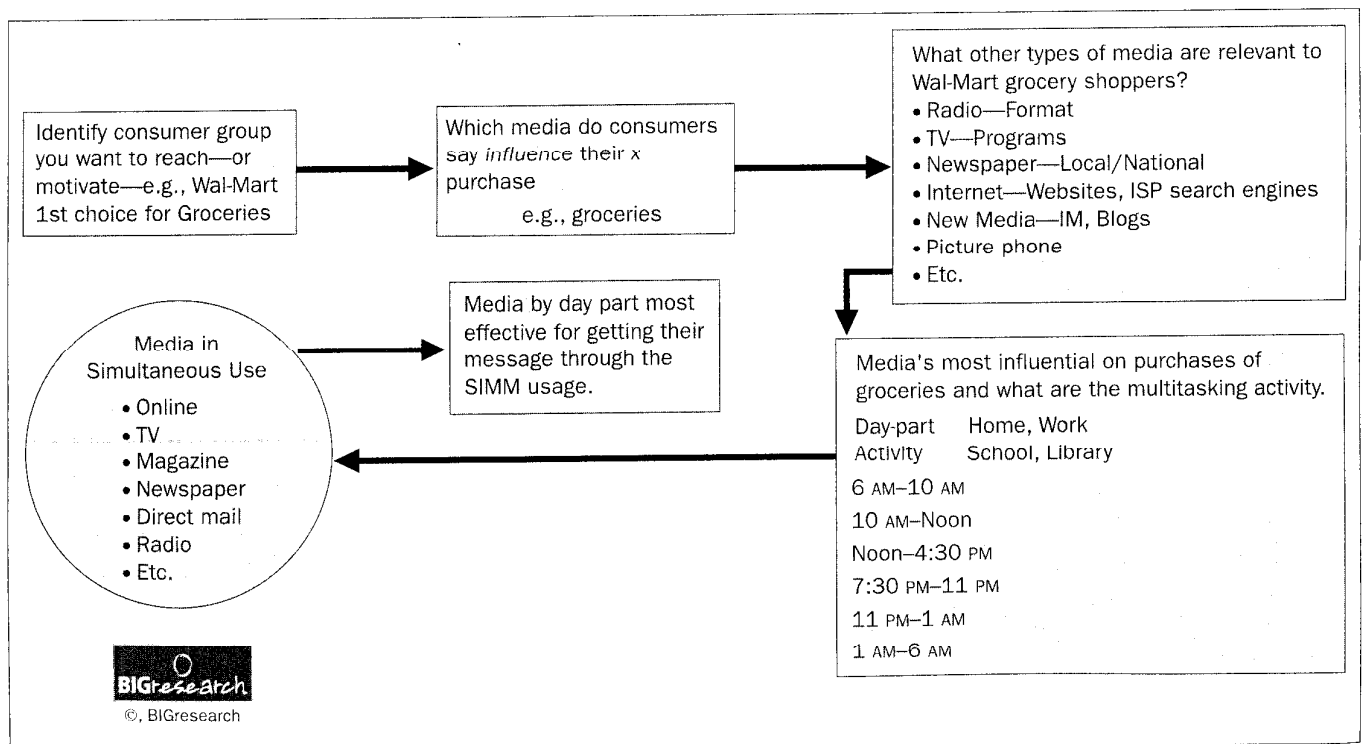 Identify consumer group
you want to reach—or
motivate—e.g., Wal-Mart
1st choice for Groceries
Which media do consumers
say influence their x
purchase
e.g., groceries
What other types of media are relevant to
Wal-Mart grocery shoppers?
• Radio—Format
• TV—Programs
• Newspaper—Local/National
• Internet—Websites, ISP search engines
• New Media—IM, Blogs
• Picture phone
• Etc.
Media's most influential on purchases of
groceries and what are the multitasking activity.
Day-part Home, Work
Activity School, Library
6 AM–10 AM
10 AM–Noon
Noon–4:30 PM
7:30 PM–11 PM
11 PM–1 AM
1 AM–6 AM
Media in
Simultaneous Use
• Online
• TV
• Magazine
• Newspaper
• Direct mail
• Radio
• Etc.
Media by day part most
effective for getting their
message through the
SIMM usage.
BIGresearch
©, BIGresearch